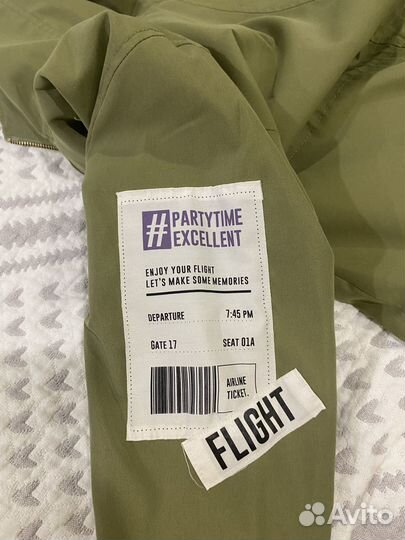 # PARTYTIME
EXCELLENT
ENJOY YOUR FLIGHT
LET'S MAKE SOME MEMORIES
DEPARTURE 7:45 PM
GATE 17 SEAT 01A
AIRLINE
TICKET.
FLIGHT
Avito